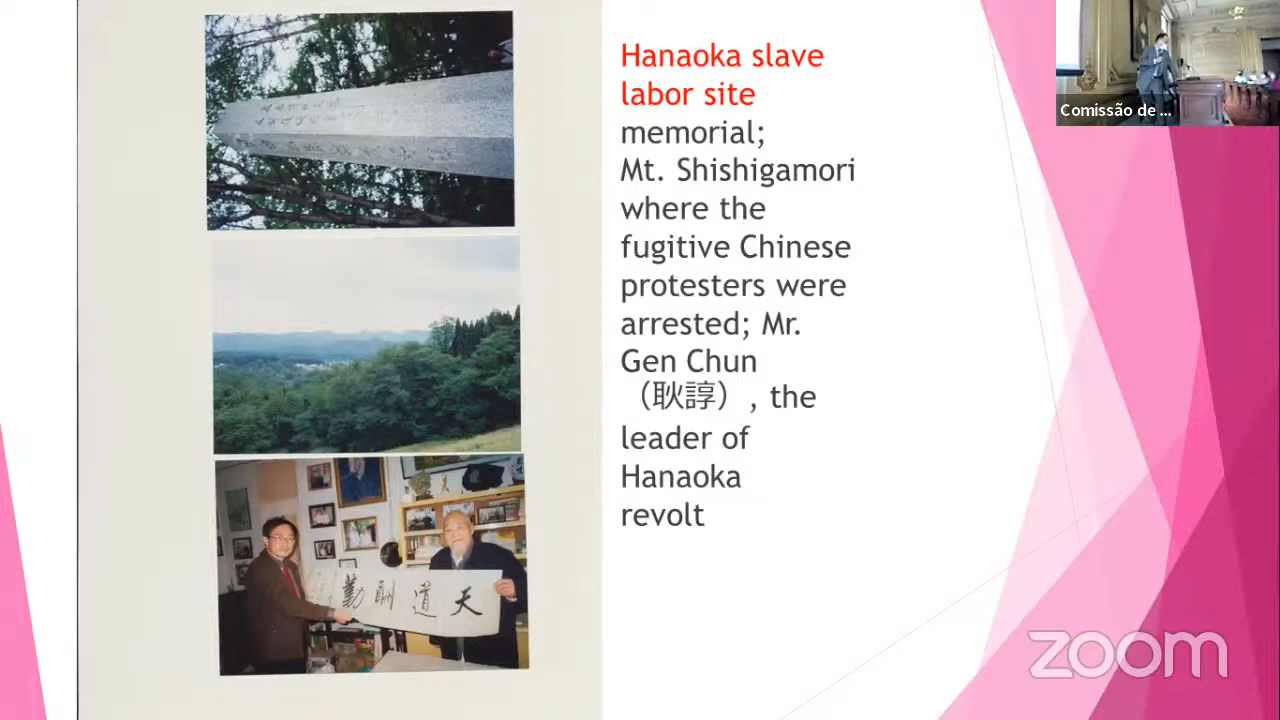 Hanaoka slave
labor site
memorial;
Mt. Shishigamori
where the
fugitive Chinese
protesters were
arrested; Mr.
Gen Chun
（耿諄）, the
leader of
Hanaoka
revolt
勤酬道天
Comissão de ...
zoom